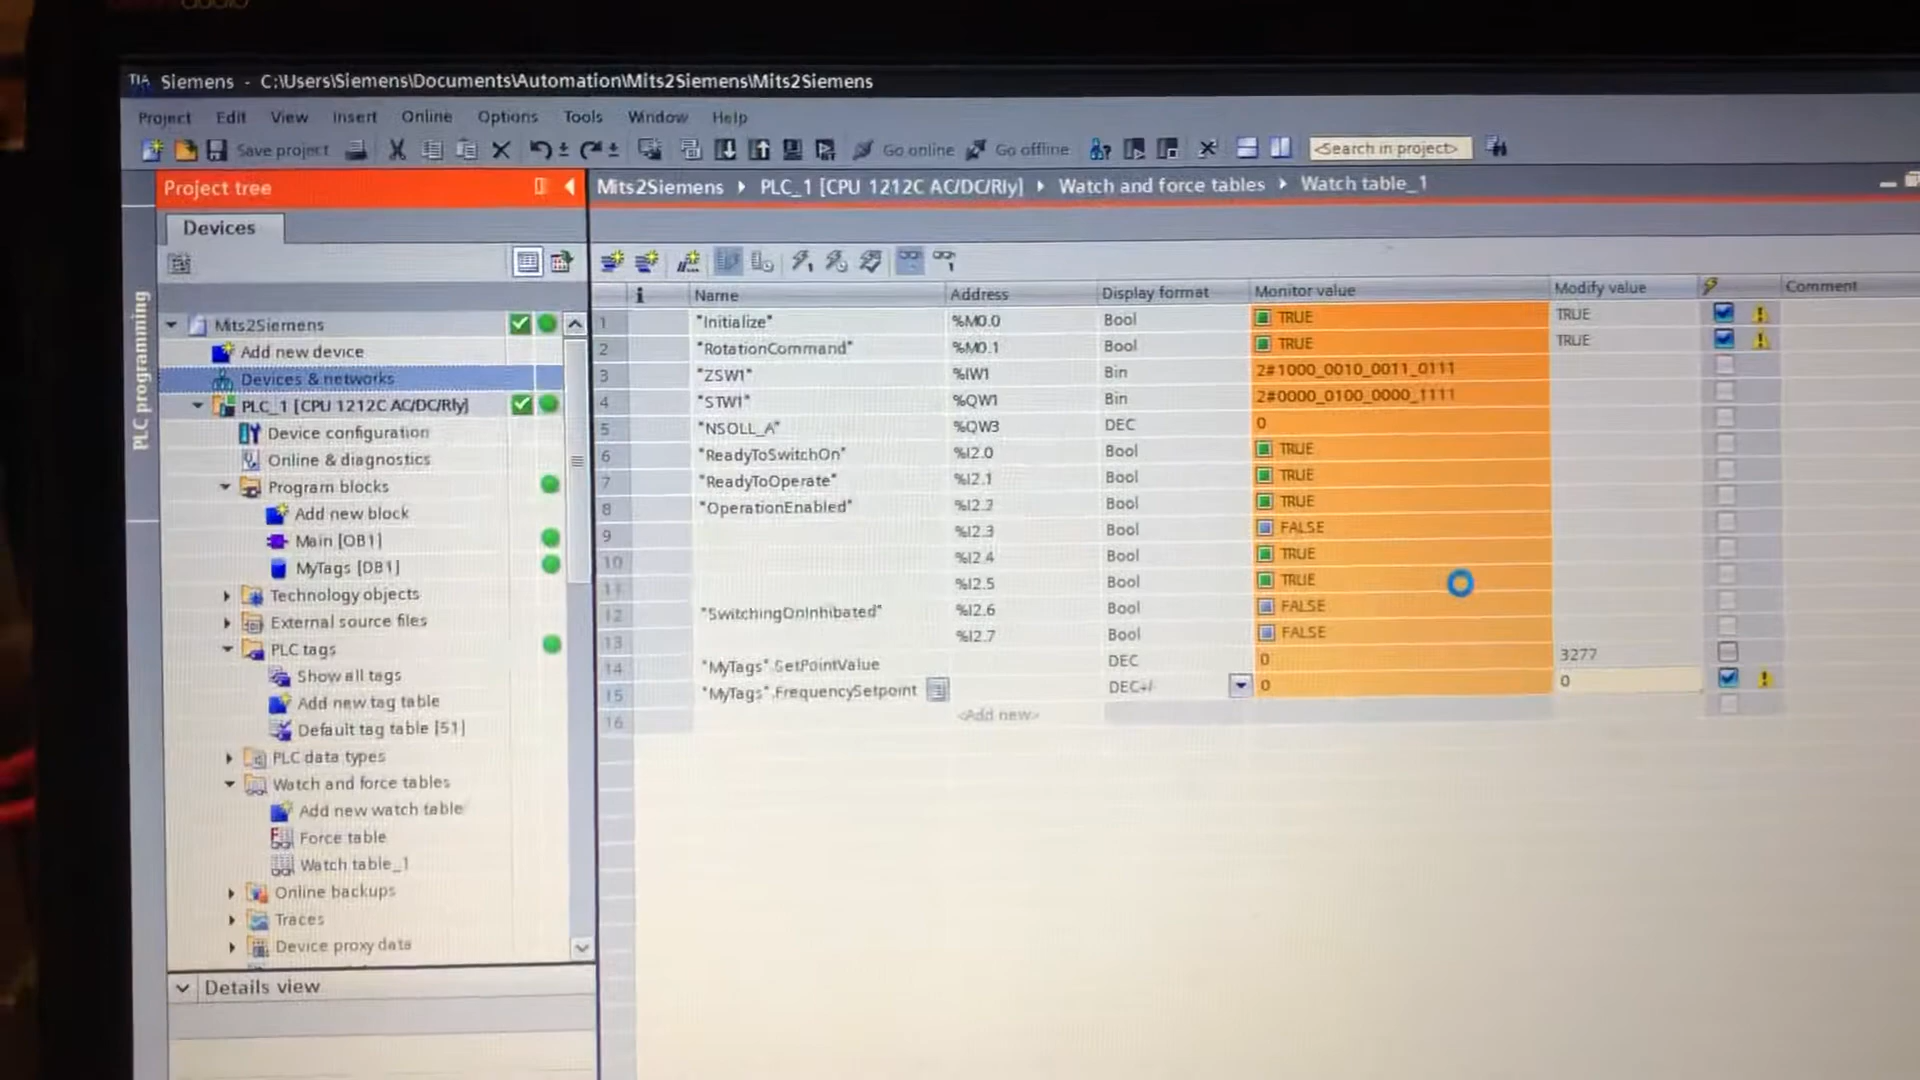 audio
TIA Siemens - C:\Users\Siemens\Documents\Automation\Mits2Siemens\Mits2Siemens
Project Edit View Insert Online Options Tools Window Help
Save project Go online Go offline <Search in project>
Project tree
Mits2Siemens PLC_1 [CPU 1212C AC/DC/Rly] Watch and force tables Watch table_1
Devices
PLC programming
Mits2Siemens
Add new device
Devices & networks
PLC_1 [CPU 1212C AC/DC/Rly]
Device configuration
Online & diagnostics
Program blocks
Add new block
Main [OB1]
MyTags [DB1]
Technology objects
External source files
PLC tags
Show all tags
Add new tag table
Default tag table [51]
PLC data types
Watch and force tables
Add new watch table
Force table
Watch table_1
Online backups
Traces
Device proxy data
Details view
i Name Address Display format Monitor value Modify value Comment
1 "Initialize" %M0.0 Bool TRUE TRUE
2 "RotationCommand" %M0.1 Bool TRUE TRUE
3 "ZSW1" %IW1 Bin 2#1000_0010_0011_0111
4 "STW1" %QW1 Bin 2#0000_0100_0000_1111
5 "NSOLL_A" %QW3 DEC 0
6 "ReadyToSwitchOn" %I2.0 Bool TRUE
7 "ReadyToOperate" %I2.1 Bool TRUE
8 "OperationEnabled" %I2.2 Bool TRUE
9 %I2.3 Bool FALSE
10 %I2.4 Bool TRUE
11 %I2.5 Bool TRUE
12 "SwitchingOnInhibated" %I2.6 Bool FALSE
13 %I2.7 Bool FALSE
14 "MyTags".SetPointValue DEC 0 3277
15 "MyTags".FrequencySetpoint DEC+/- 0 0
16 <Add new>